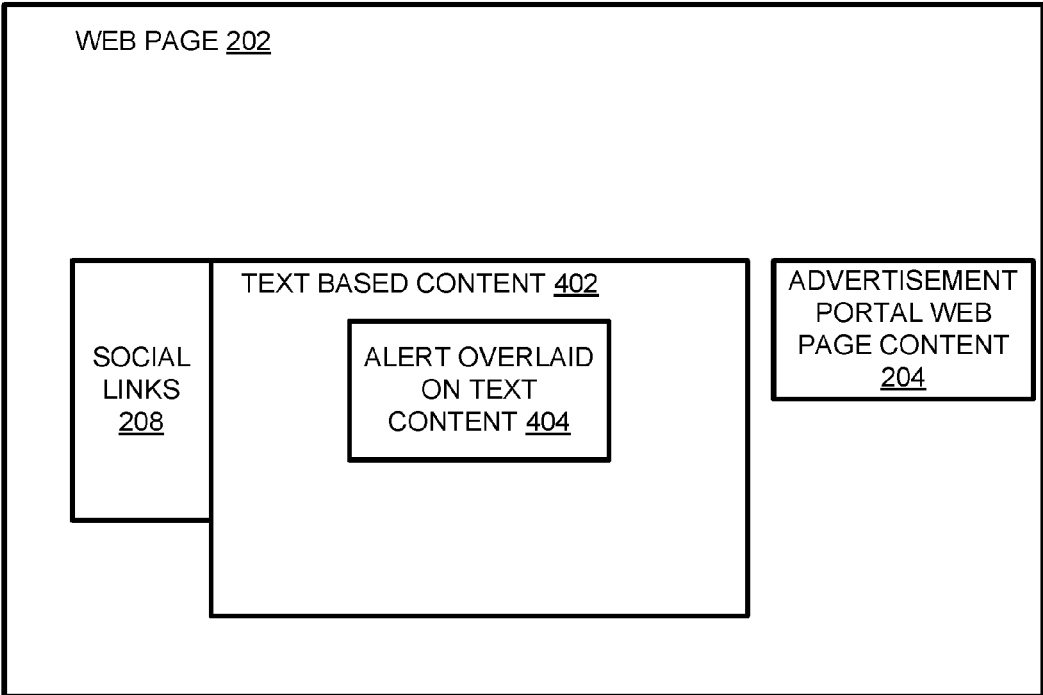 WEB PAGE 202
SOCIAL
LINKS
208
TEXT BASED CONTENT 402
ALERT OVERLAID
ON TEXT
CONTENT 404
ADVERTISEMENT
PORTAL WEB
PAGE CONTENT
204